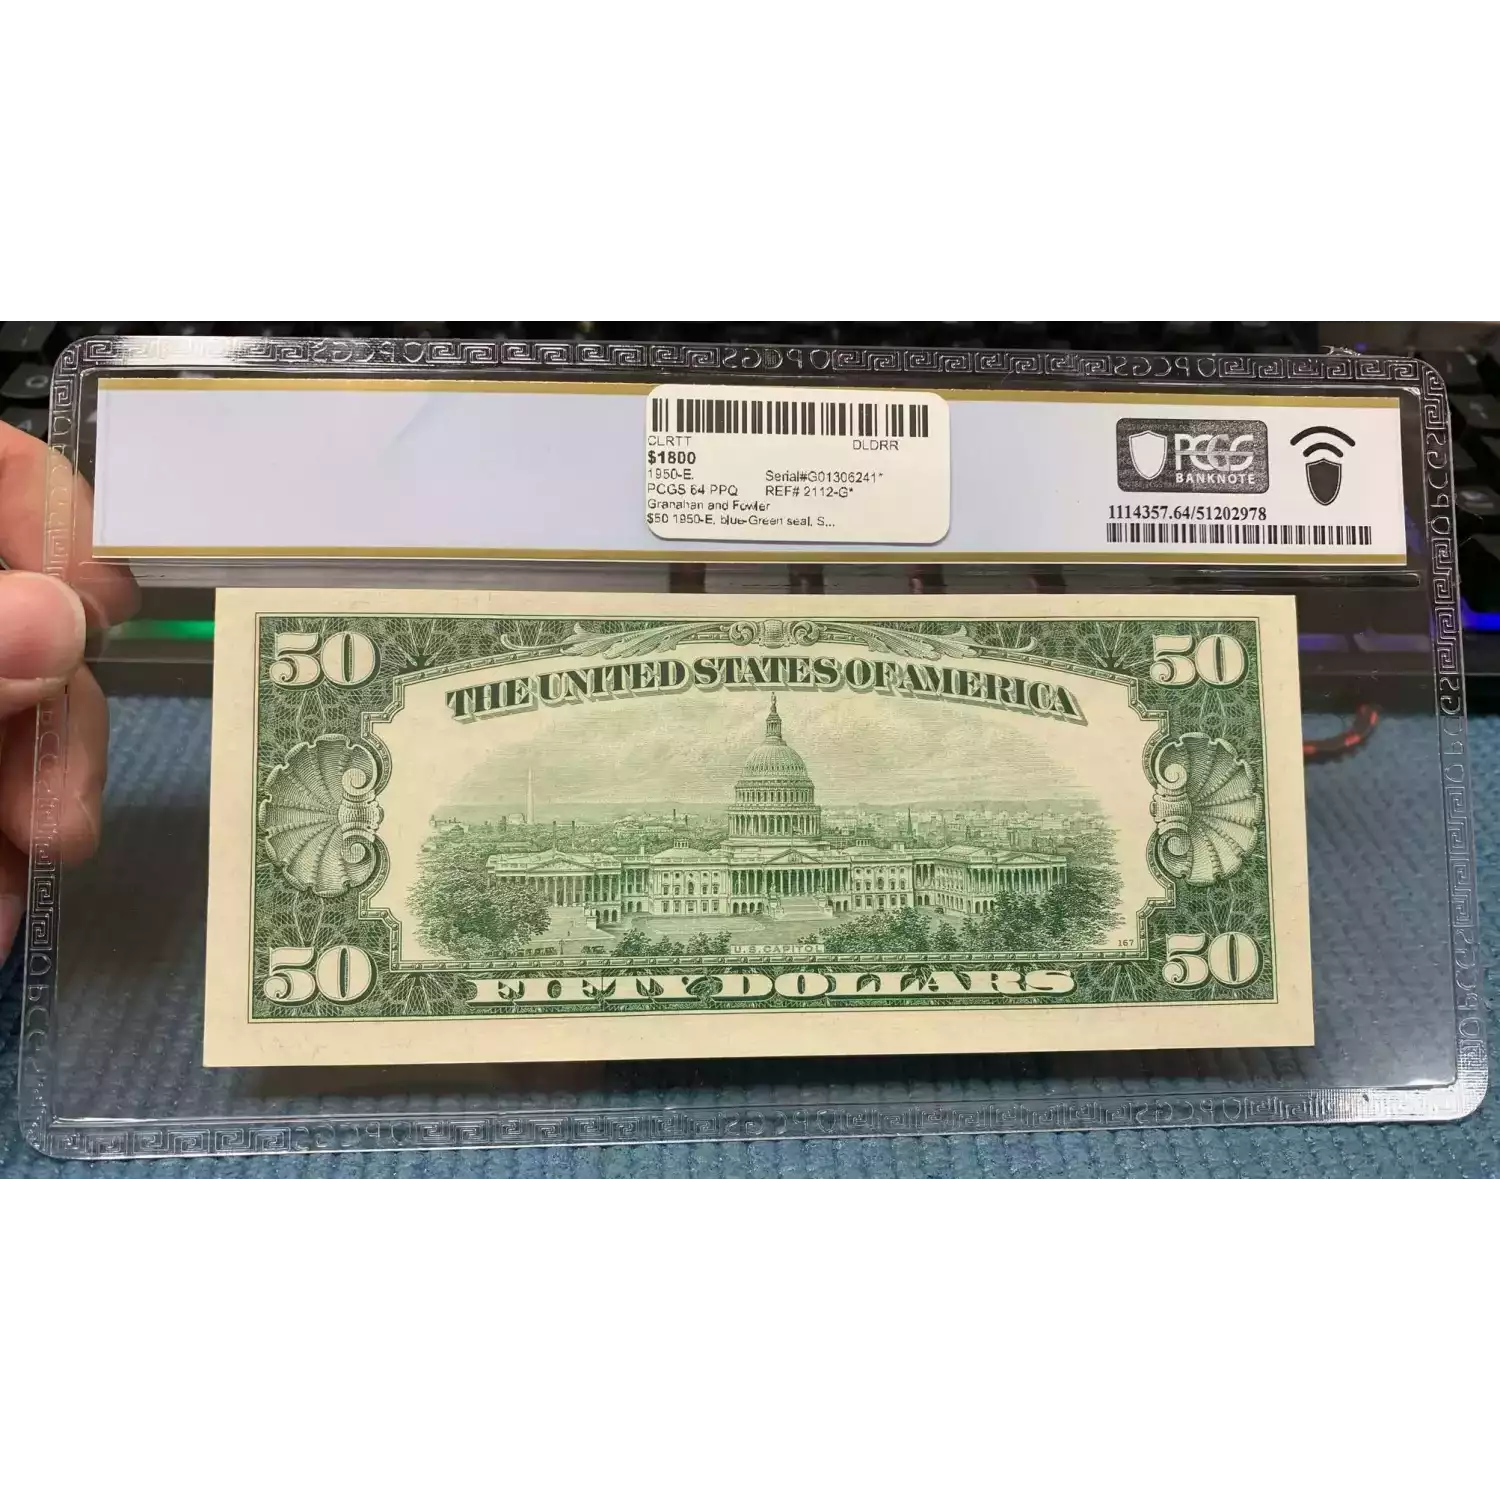 CLRTT DLDRR
$1800
1950-E. Serial#G01306241*
PCGS 64 PPQ REF# 2112-G*
Granahan and Fowler
$50 1950-E, blue-Green seal, S...
PCGS
BANKNOTE
1114357.64/51202978
50 50
THE UNITED STATES OF AMERICA
U.S. CAPITOL 167
50 50
FIFTY DOLLARS